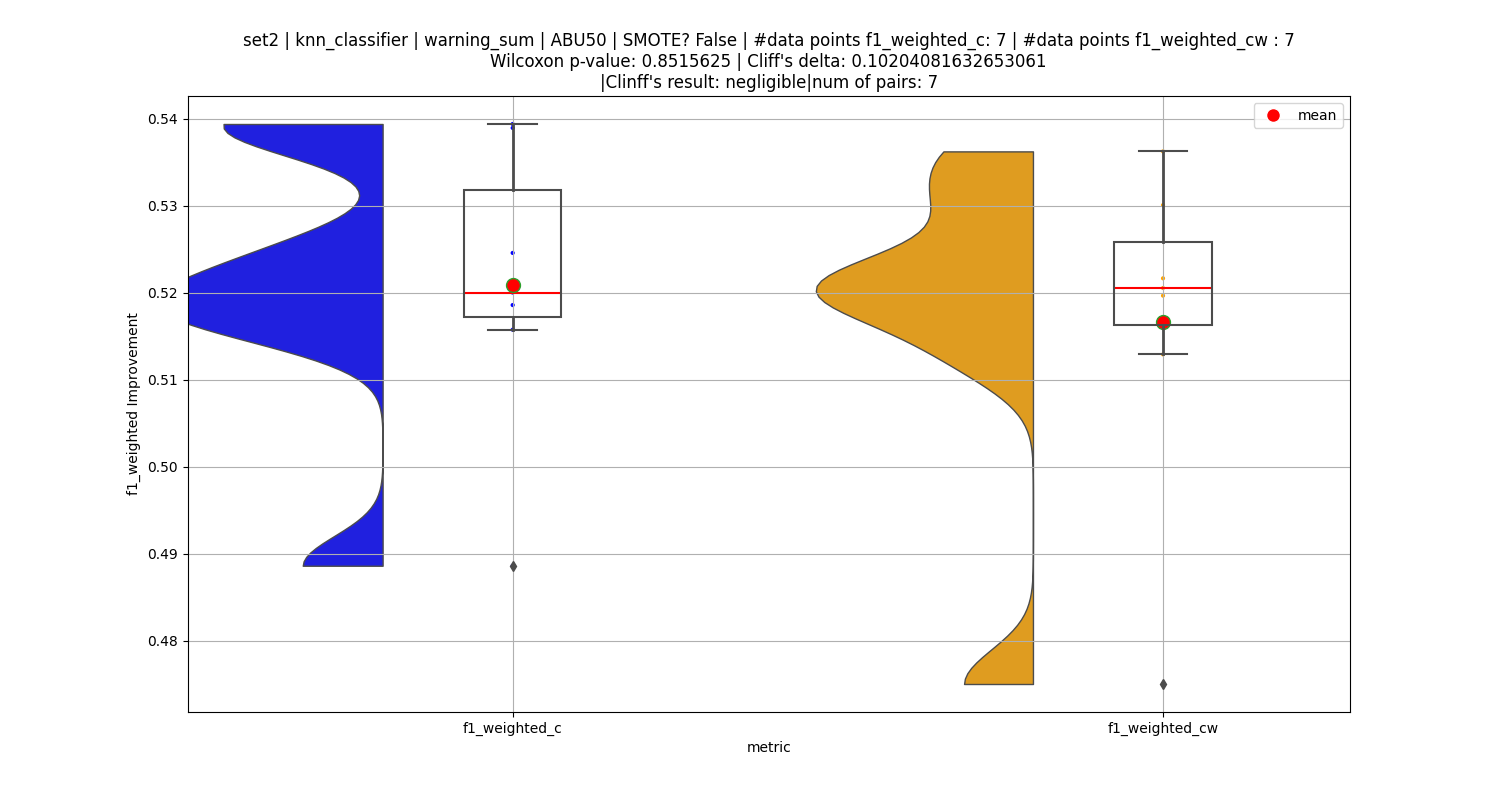 set2 | knn_classifier | warning_sum | ABU50 | SMOTE? False | #data points f1_weighted_c: 7 | #data points f1_weighted_cw : 7
Wilcoxon p-value: 0.8515625 | Cliff's delta: 0.10204081632653061
|Clinff's result: negligible|num of pairs: 7
mean
0.54
0.53
0.52
0.51
0.50
0.49
0.48
f1_weighted Improvement
f1_weighted_c
f1_weighted_cw
metric